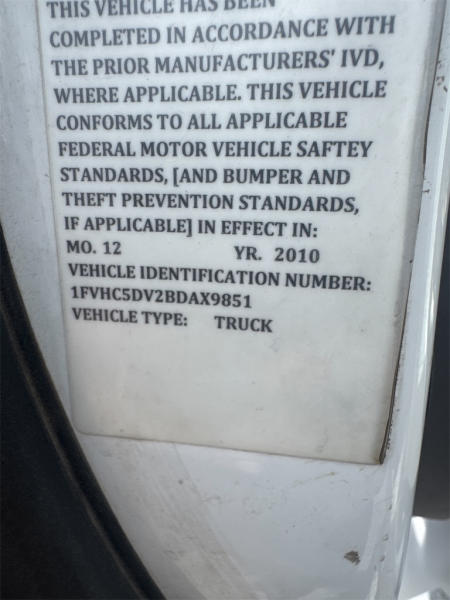 THIS VEHICLE HAS BEEN
COMPLETED IN ACCORDANCE WITH
THE PRIOR MANUFACTURERS' IVD,
WHERE APPLICABLE. THIS VEHICLE
CONFORMS TO ALL APPLICABLE
FEDERAL MOTOR VEHICLE SAFTEY
STANDARDS, [AND BUMPER AND
THEFT PREVENTION STANDARDS,
IF APPLICABLE] IN EFFECT IN:
MO. 12 YR. 2010
VEHICLE IDENTIFICATION NUMBER:
1FVHC5DV2BDAX9851
VEHICLE TYPE: TRUCK